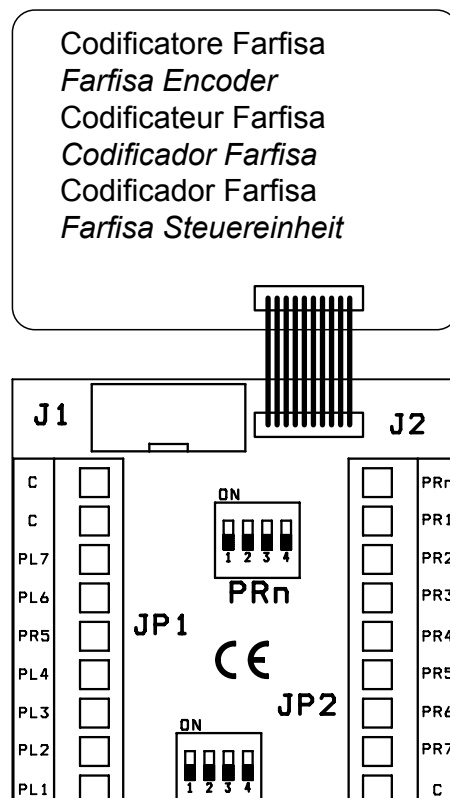 Codificatore Farfisa
Farfisa Encoder
Codificateur Farfisa
Codificador Farfisa
Codificador Farfisa
Farfisa Steuereinheit
J1
J2
C
C
PL7
PL6
PR5
PL4
PL3
PL2
PL1
ON
1 2 3 4
PRn
JP1
CE
JP2
ON
1 2 3 4
PRn
PR1
PR2
PR3
PR4
PR5
PR6
PR7
C